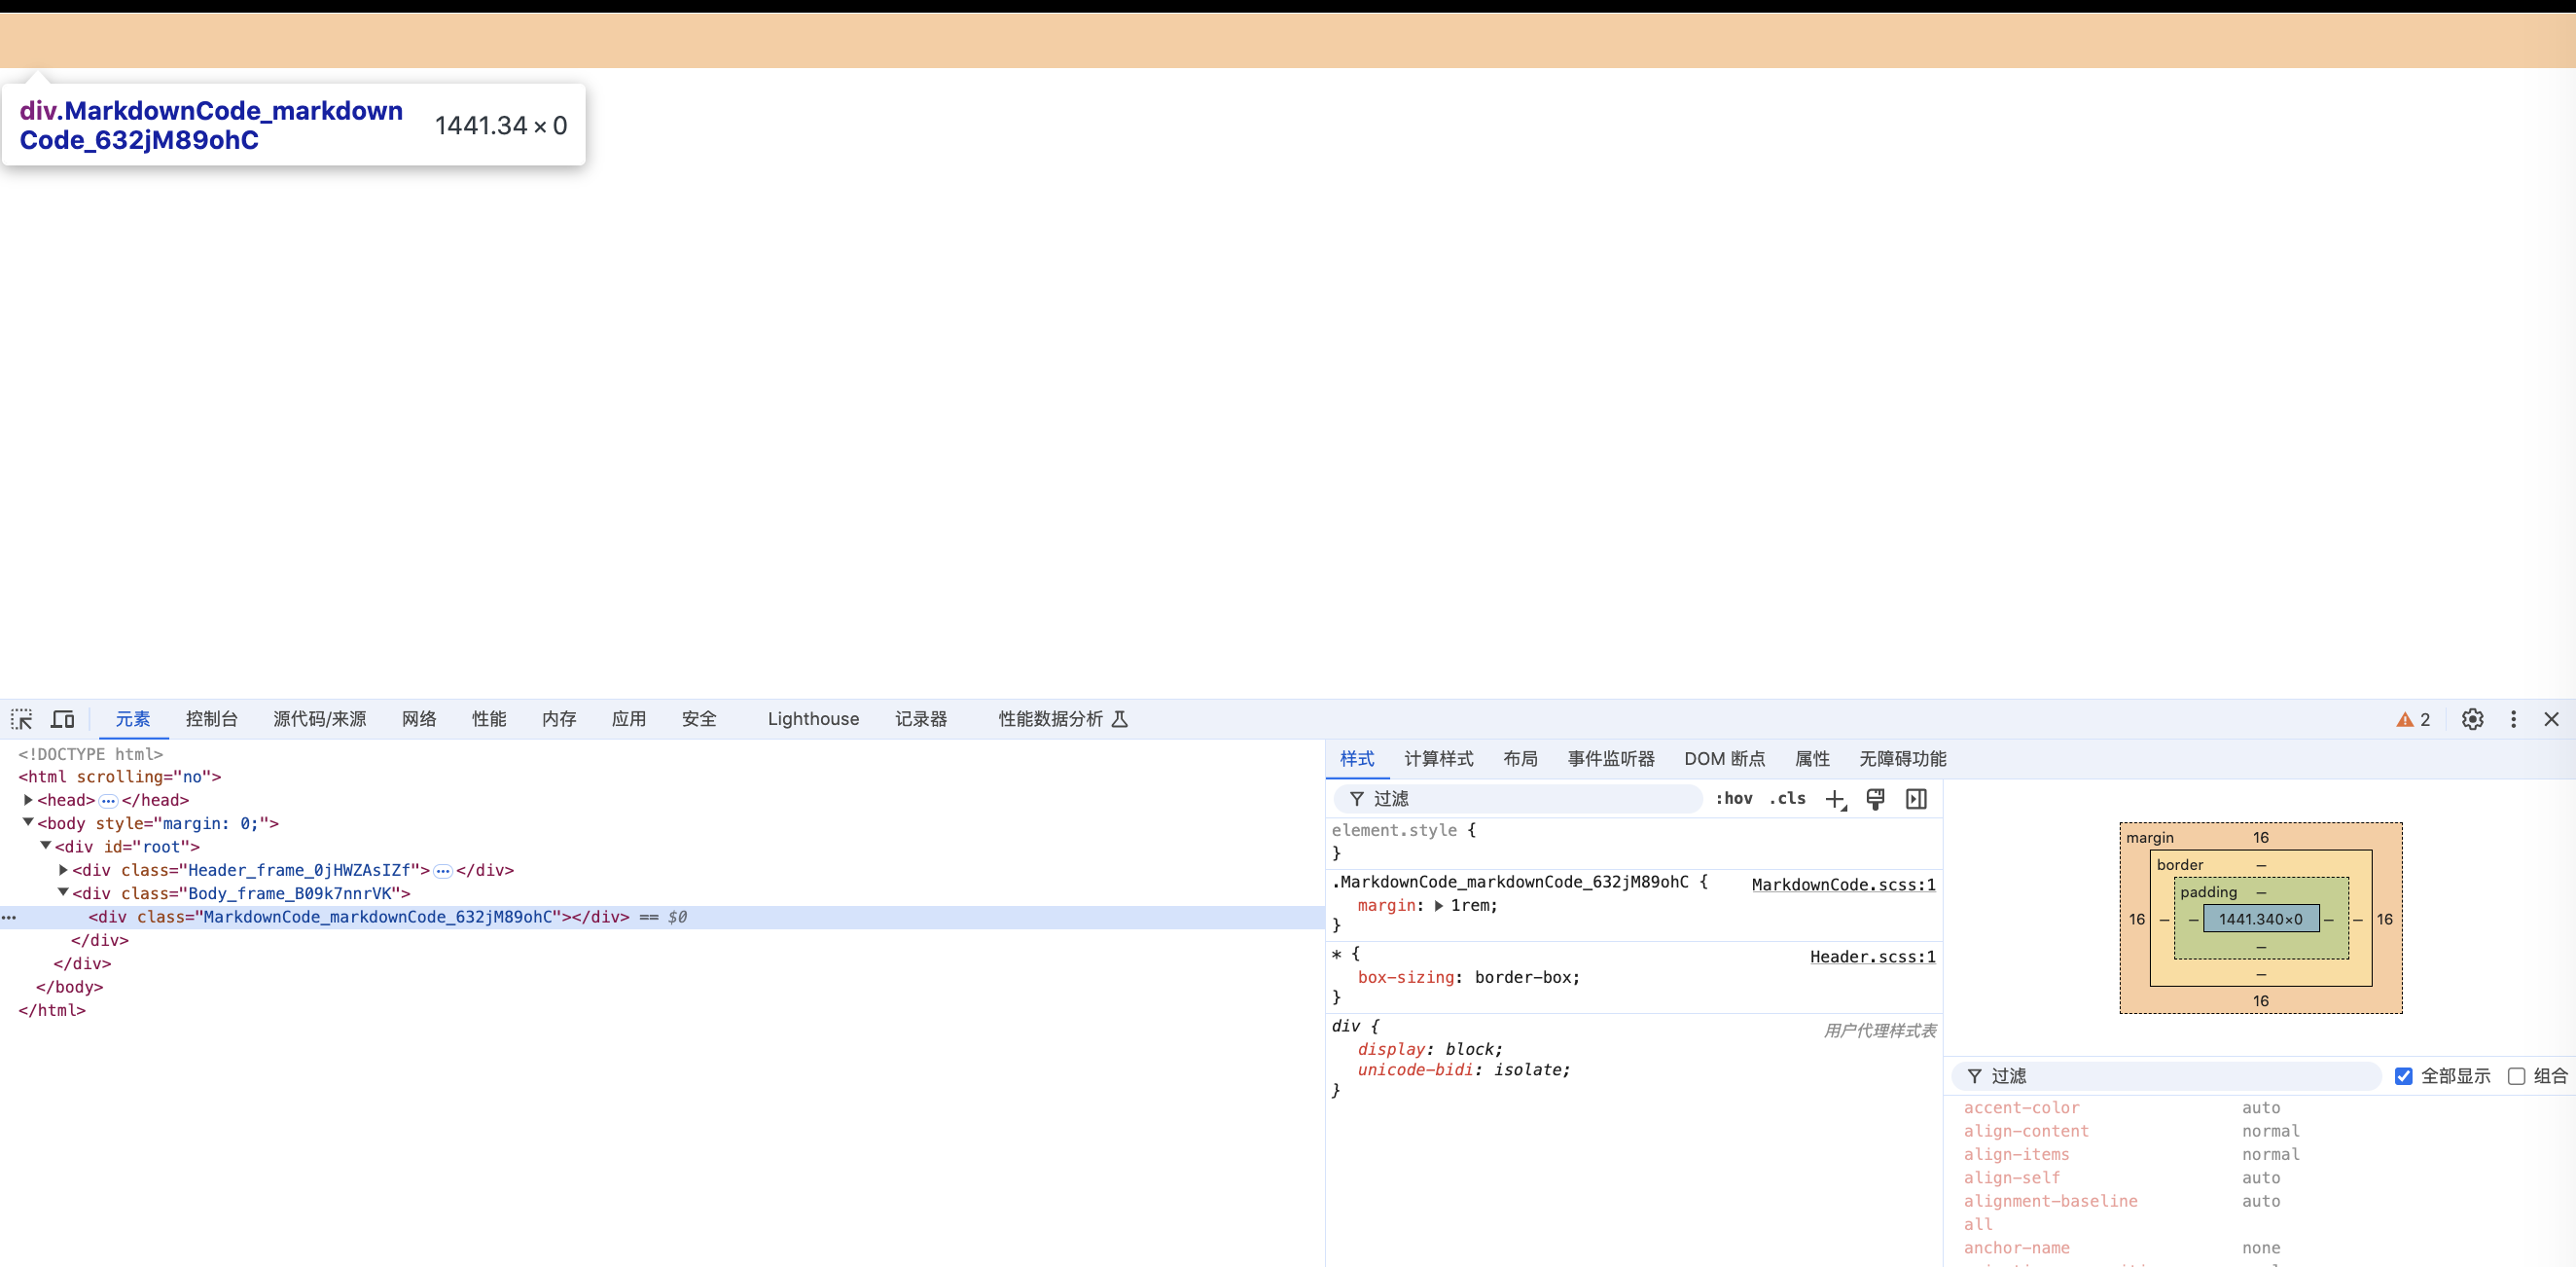 div.MarkdownCode_markdown
Code_632jM89ohC
1441.34 × 0
元素 控制台 源代码/来源 网络 性能 内存 应用 安全 Lighthouse 记录器 性能数据分析 2
<!DOCTYPE html>
<html scrolling="no">
<head> ··· </head>
<body style="margin: 0;">
<div id="root">
<div class="Header_frame_0jHWZAsIZf"> ··· </div>
<div class="Body_frame_B09k7nnrVK">
··· <div class="MarkdownCode_markdownCode_632jM89ohC"></div> == $0
</div>
</div>
</body>
</html>
样式 计算样式 布局 事件监听器 DOM 断点 属性 无障碍功能
过滤 :hov .cls
element.style {
}
.MarkdownCode_markdownCode_632jM89ohC { MarkdownCode.scss:1
margin: 1rem;
}
* { Header.scss:1
box-sizing: border-box;
}
div { 用户代理样式表
display: block;
unicode-bidi: isolate;
}
margin 16
border –
padding –
16 – – 1441.340×0 – – 16
–
–
16
过滤 全部显示 组合
accent-color auto
align-content normal
align-items normal
align-self auto
alignment-baseline auto
all
anchor-name none